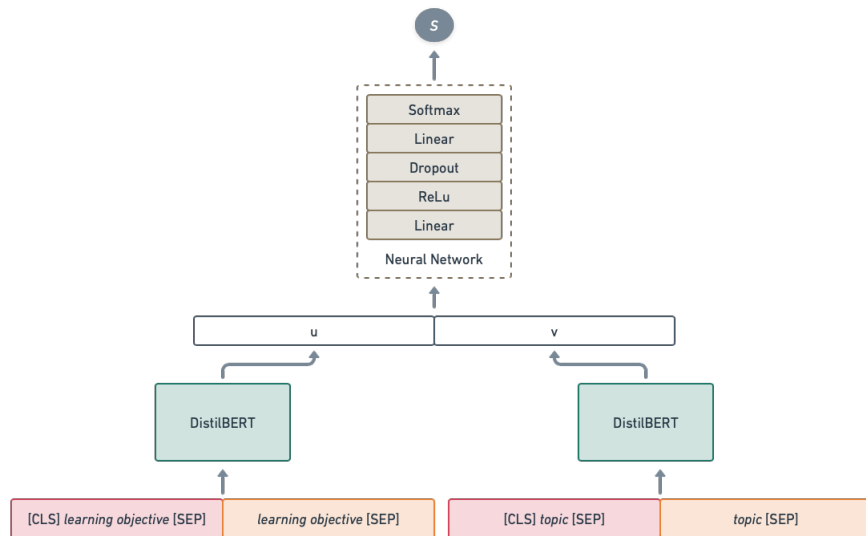 S
Softmax
Linear
Dropout
ReLu
Linear
Neural Network
u
v
DistilBERT
DistilBERT
[CLS] learning objective [SEP]
learning objective [SEP]
[CLS] topic [SEP]
topic [SEP]